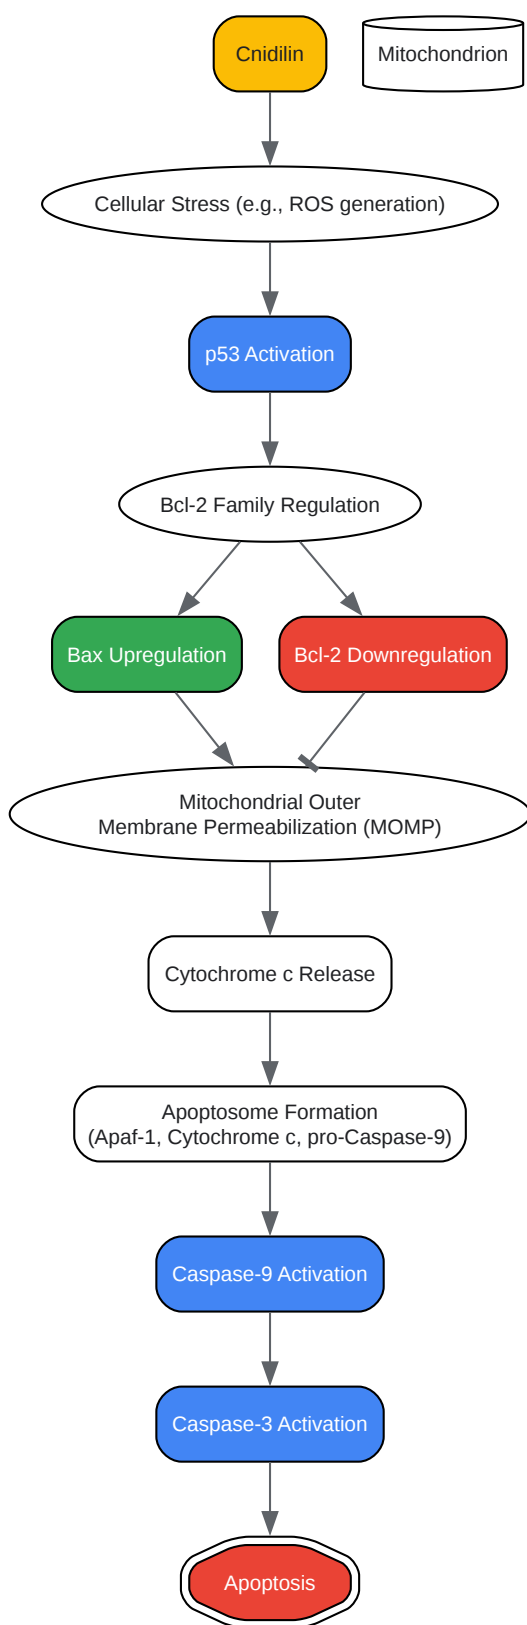 Cnidilin
Mitochondrion
Cellular Stress (e.g., ROS generation)
p53 Activation
Bcl-2 Family Regulation
Bax Upregulation
Bcl-2 Downregulation
Mitochondrial Outer
Membrane Permeabilization (MOMP)
Cytochrome c Release
Apoptosome Formation
(Apaf-1, Cytochrome c, pro-Caspase-9)
Caspase-9 Activation
Caspase-3 Activation
Apoptosis